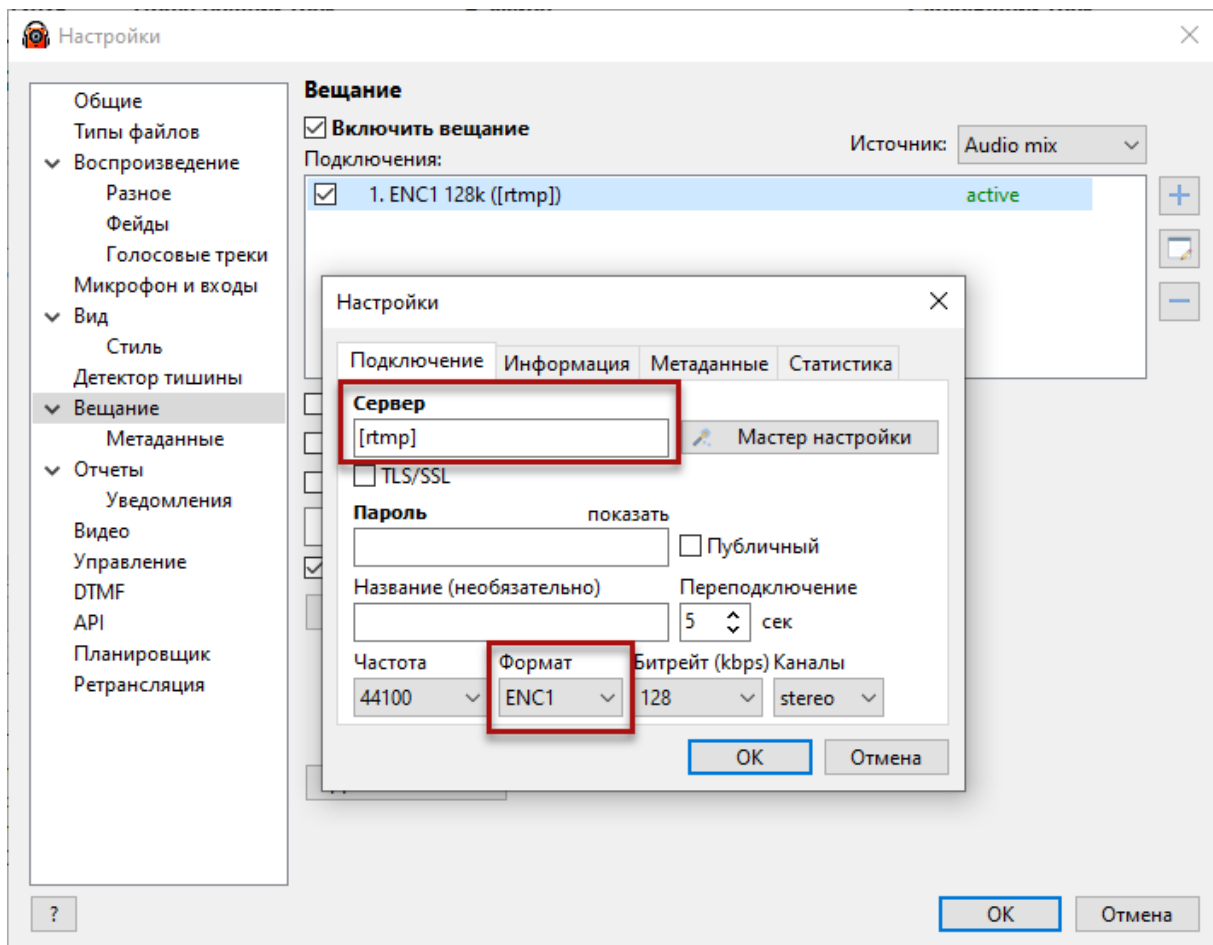 Настройки
Общие
Типы файлов
Воспроизведение
Разное
Фейды
Голосовые треки
Микрофон и входы
Вид
Стиль
Детектор тишины
Вещание
Метаданные
Отчеты
Уведомления
Видео
Управление
DTMF
API
Планировщик
Ретрансляция
Вещание
Включить вещание
Источник: Audio mix
Подключения:
1. ENC1 128k ([rtmp]) active
Настройки
Подключение Информация Метаданные Статистика
Сервер
[rtmp] Мастер настройки
TLS/SSL
Пароль показать
Публичный
Название (необязательно) Переподключение
5 сек
Частота Формат Битрейт (kbps) Каналы
44100 ENC1 128 stereo
OK Отмена
? OK Отмена